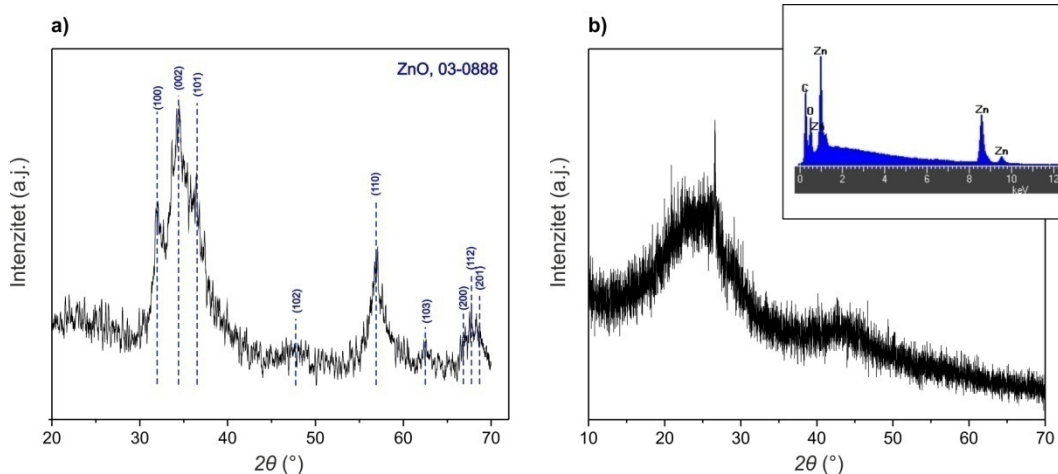 a)
ZnO, 03-0888
(100)
(002)
(101)
(102)
(110)
(103)
(200)
(112)
(201)
Intenzitet (a.j.)
20 30 40 50 60 70
2θ (°)
b)
C
O
Zn
Zn
Zn
Zn
0 2 4 6 8 10 12
keV
Intenzitet (a.j.)
10 20 30 40 50 60 70
2θ (°)